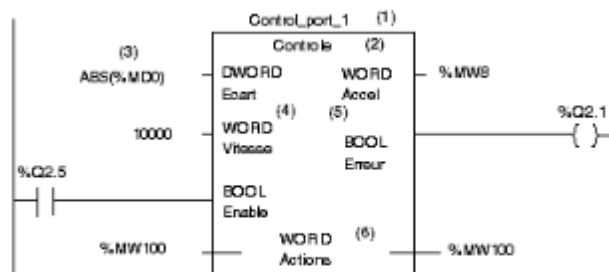 Control_port_1 (1)
Controle (2)
(3)
ABS(%MD0) DWORD WORD %MW8
Ecart Accel
10000 WORD (4) (5) %Q2.1
Vitesse BOOL
Erreur
%Q2.5
BOOL
Enable
%MW100 WORD (6) %MW100
Actions